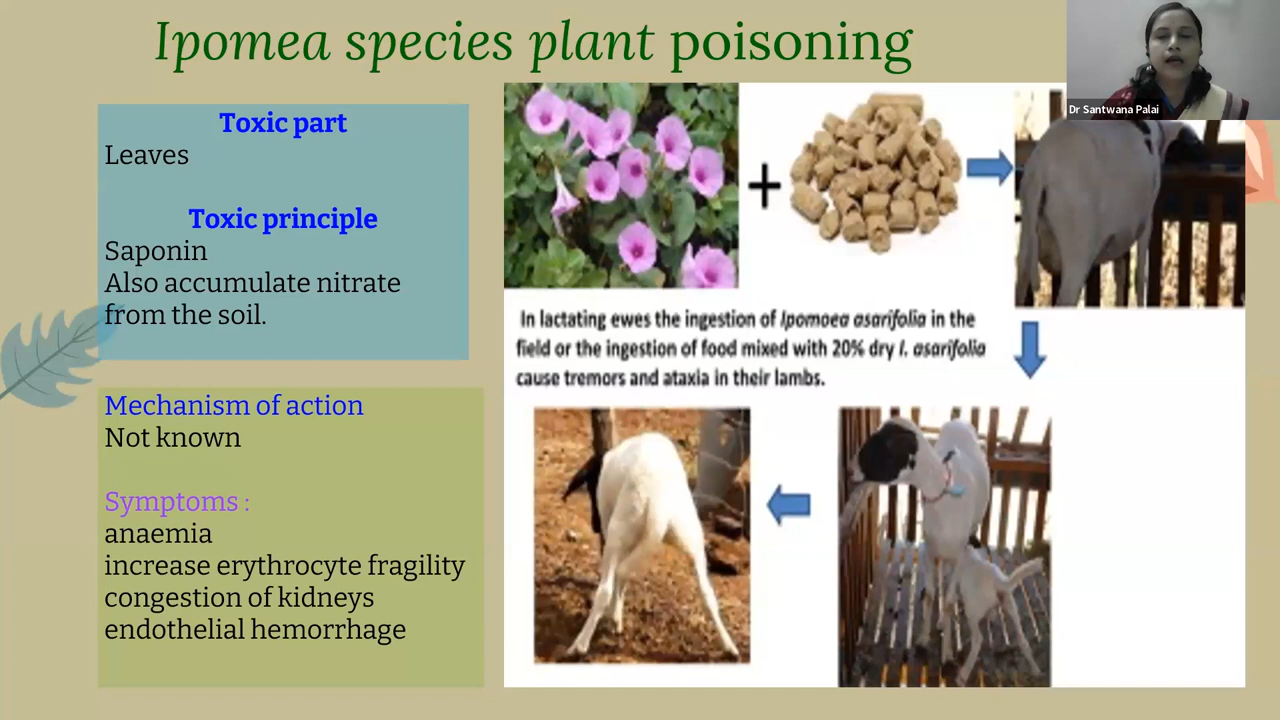 Ipomea species plant poisoning
Dr Santwana Palai
Toxic part
Leaves
Toxic principle
Saponin
Also accumulate nitrate
from the soil.
Mechanism of action
Not known
Symptoms :
anaemia
increase erythrocyte fragility
congestion of kidneys
endothelial hemorrhage
+
In lactating ewes the ingestion of Ipomoea asarifolia in the
field or the ingestion of food mixed with 20% dry I. asarifolia
cause tremors and ataxia in their lambs.